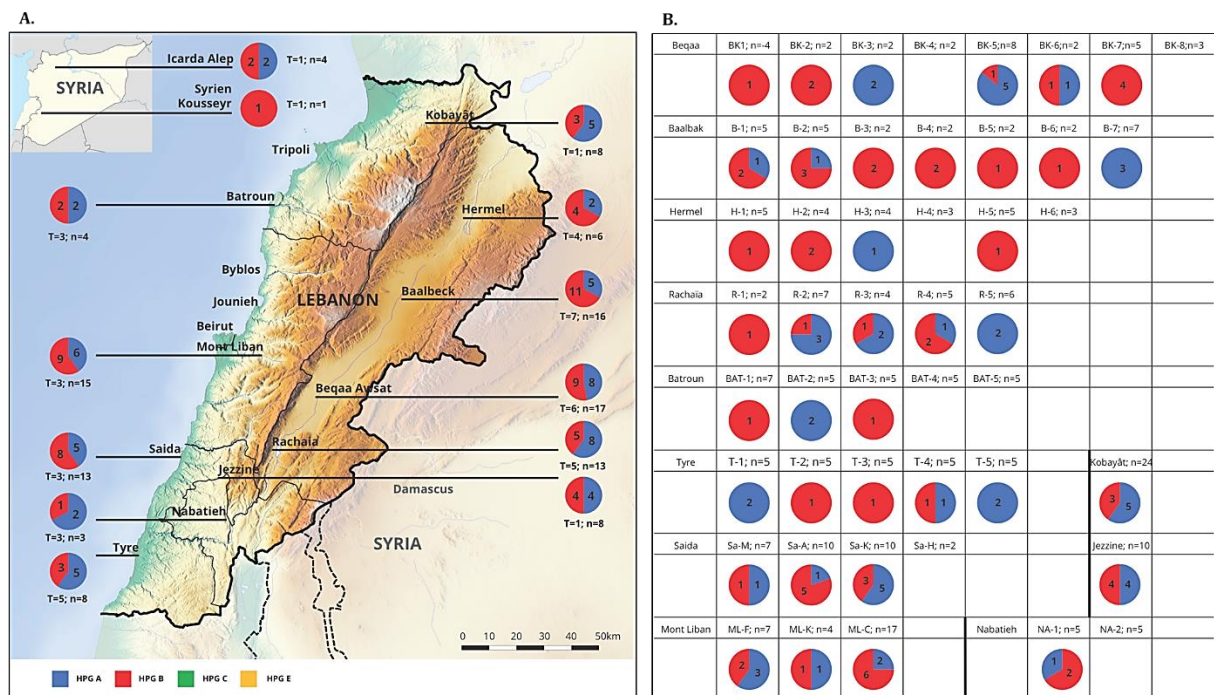 A.
Icarda Alep
2 2
T=1; n=4
SYRIA
Syrien
Kousseyr
1
T=1; n=1
Kobayât
3 5
T=1; n=8
Tripoli
Batroun
2 2
T=3; n=4
Hermel
4 2
T=4; n=6
Byblos
Jounieh
LEBANON
Baalbeck
11 5
T=7; n=16
Beirut
Mont Liban
9 6
T=3; n=15
Beqaa Awsat
9 8
T=6; n=17
Rachaia
5 8
T=5; n=13
Saida
8 5
T=3; n=13
Jezzine
4 4
T=1; n=8
Damascus
Nabatieh
1 2
T=3; n=3
SYRIA
Tyre
3 5
T=5; n=8
0 10 20 30 40 50km
HPG A HPG B HPG C HPG E
B.
Beqaa BK1; n=-4 BK-2; n=2 BK-3; n=2 BK-4; n=2 BK-5;n=8 BK-6;n=2 BK-7;n=5 BK-8;n=3
1 2 2 1 5 1 1 4
Baalbak B-1; n=5 B-2; n=5 B-3; n=2 B-4; n=2 B-5; n=2 B-6; n=2 B-7; n=7
2 1 3 1 2 2 1 1 3
Hermel H-1; n=5 H-2; n=4 H-3; n=4 H-4; n=3 H-5; n=5 H-6; n=3
1 2 1 1
Rachaïa R-1; n=2 R-2; n=7 R-3; n=4 R-4; n=5 R-5; n=6
1 1 3 1 2 2 1 2
Batroun BAT-1; n=7 BAT-2; n=5 BAT-3; n=5 BAT-4; n=5 BAT-5; n=5
1 2 1
Tyre T-1; n=5 T-2; n=5 T-3; n=5 T-4; n=5 T-5; n=5 Kobayât; n=24
2 1 1 1 1 2 3 5
Saida Sa-M; n=7 Sa-A; n=10 Sa-K; n=10 Sa-H; n=2 Jezzine; n=10
1 1 5 1 3 5 4 4
Mont Liban ML-F; n=7 ML-K; n=4 ML-C; n=17 Nabatieh NA-1; n=5 NA-2; n=5
2 3 1 1 6 2 1 2